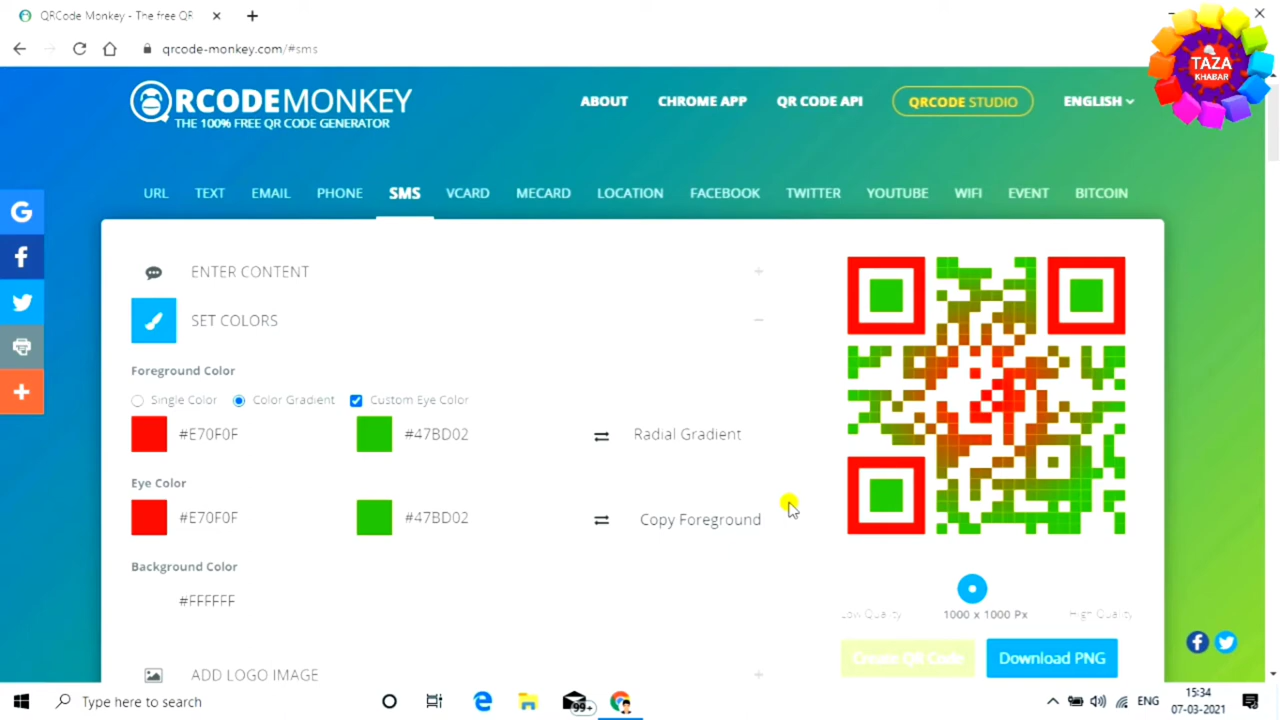 QRCode Monkey - The free QR
qrcode-monkey.com/#sms
TAZA
KHABAR
RCODEMONKEY
THE 100% FREE QR CODE GENERATOR
ABOUT CHROME APP QR CODE API QRCODE STUDIO ENGLISH
URL TEXT EMAIL PHONE SMS VCARD MECARD LOCATION FACEBOOK TWITTER YOUTUBE WIFI EVENT BITCOIN
ENTER CONTENT
SET COLORS
Foreground Color
Single Color Color Gradient Custom Eye Color
#E70F0F #47BD02 Radial Gradient
Eye Color
#E70F0F #47BD02 Copy Foreground
Background Color
#FFFFFF
Low Quality 1000 x 1000 Px High Quality
Create QR Code Download PNG
ADD LOGO IMAGE
Type here to search
99+
ENG
15:34
07-03-2021